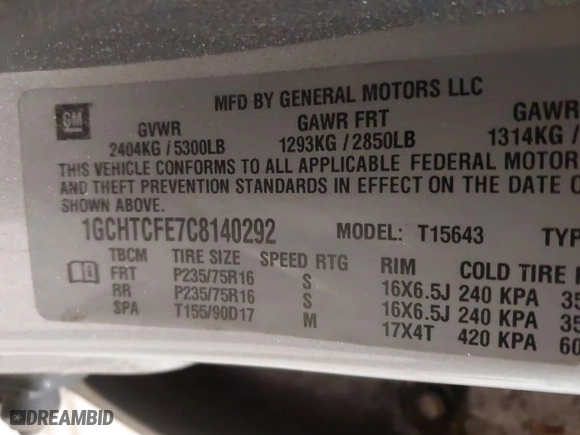 MFD BY GENERAL MOTORS LLC
GM GVWR GAWR FRT GAWR
2404KG / 5300LB 1293KG / 2850LB 1314KG /
THIS VEHICLE CONFORMS TO ALL APPLICABLE FEDERAL MOTOR
AND THEFT PREVENTION STANDARDS IN EFFECT ON THE DATE
SHOWN ABOVE.
1GCHTCFE7C8140292 MODEL: T15643 TYP
TBCM TIRE SIZE SPEED RTG RIM COLD TIRE
FRT P235/75R16 S 16X6.5J 240 KPA 35
RR P235/75R16 S 16X6.5J 240 KPA 35
SPA T155/90D17 M 17X4T 420 KPA 60
DREAMBID